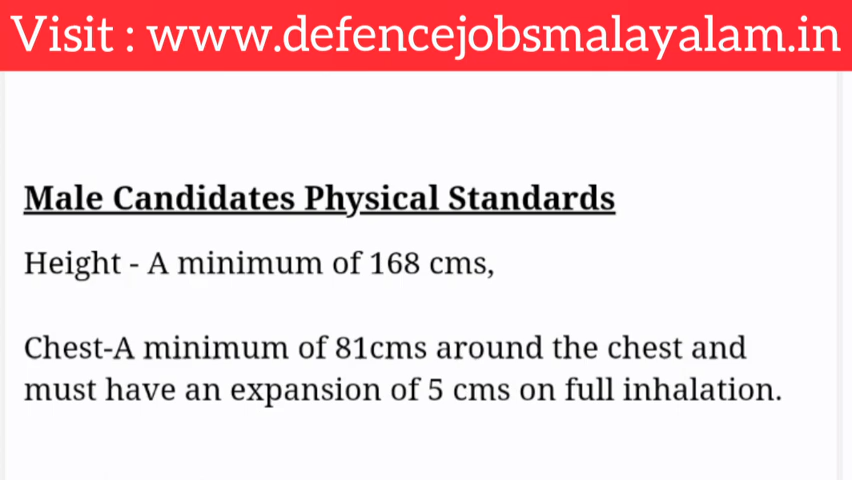 Visit : www.defencejobsmalayalam.in
Male Candidates Physical Standards
Height - A minimum of 168 cms,
Chest-A minimum of 81cms around the chest and
must have an expansion of 5 cms on full inhalation.